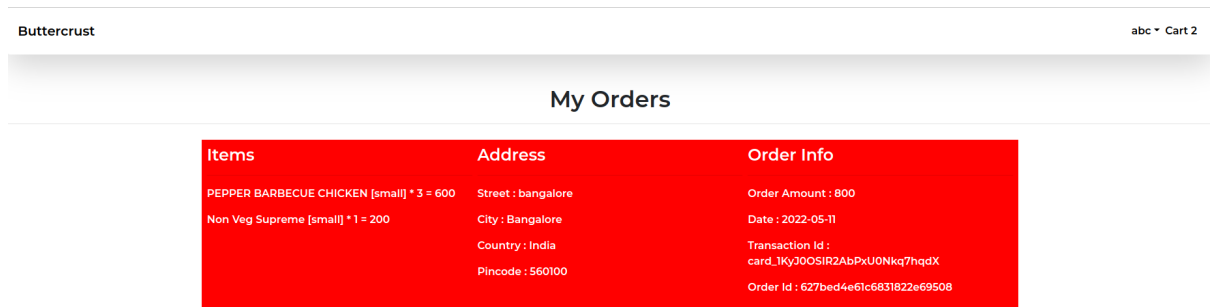 Buttercrust
abc Cart 2
My Orders
Items
PEPPER BARBECUE CHICKEN [small] * 3 = 600
Non Veg Supreme [small] * 1 = 200
Address
Street : bangalore
City : Bangalore
Country : India
Pincode : 560100
Order Info
Order Amount : 800
Date : 2022-05-11
Transaction Id :
card_1KyJ0OSIR2AbPxU0Nkq7hqdX
Order Id : 627bed4e61c6831822e69508